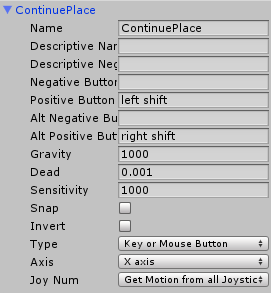 ContinuePlace
Name ContinuePlace
Descriptive Nar
Descriptive Neg
Negative Button
Positive Button left shift
Alt Negative Bu
Alt Positive But right shift
Gravity 1000
Dead 0.001
Sensitivity 1000
Snap
Invert
Type Key or Mouse Button
Axis X axis
Joy Num Get Motion from all Joystic